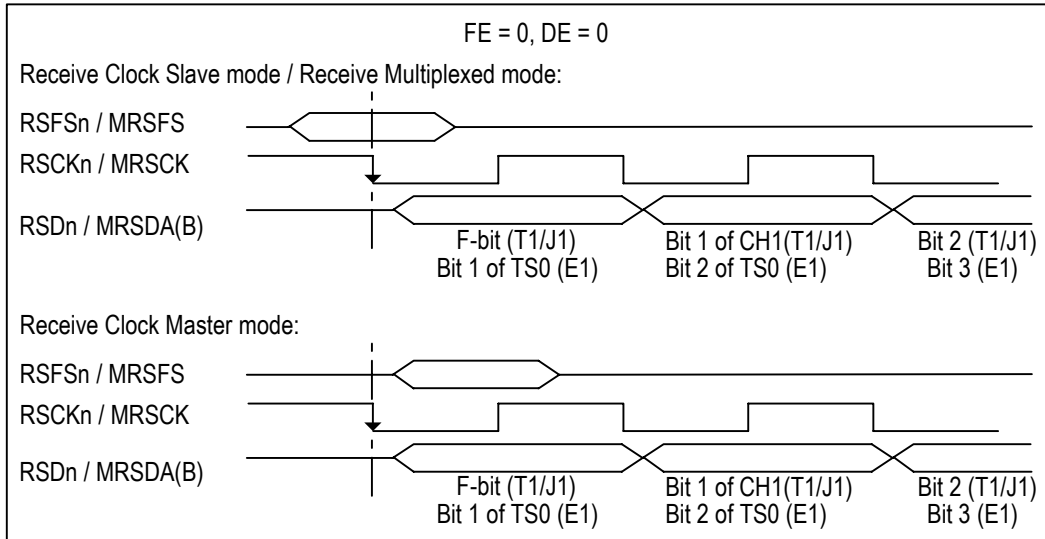 FE = 0, DE = 0
Receive Clock Slave mode / Receive Multiplexed mode:
RSFSn / MRSFS
RSCKn / MRSCK
RSDn / MRSDA(B)
F-bit (T1/J1)
Bit 1 of TS0 (E1)
Bit 1 of CH1(T1/J1)
Bit 2 of TS0 (E1)
Bit 2 (T1/J1)
Bit 3 (E1)
Receive Clock Master mode:
RSFSn / MRSFS
RSCKn / MRSCK
RSDn / MRSDA(B)
F-bit (T1/J1)
Bit 1 of TS0 (E1)
Bit 1 of CH1(T1/J1)
Bit 2 of TS0 (E1)
Bit 2 (T1/J1)
Bit 3 (E1)